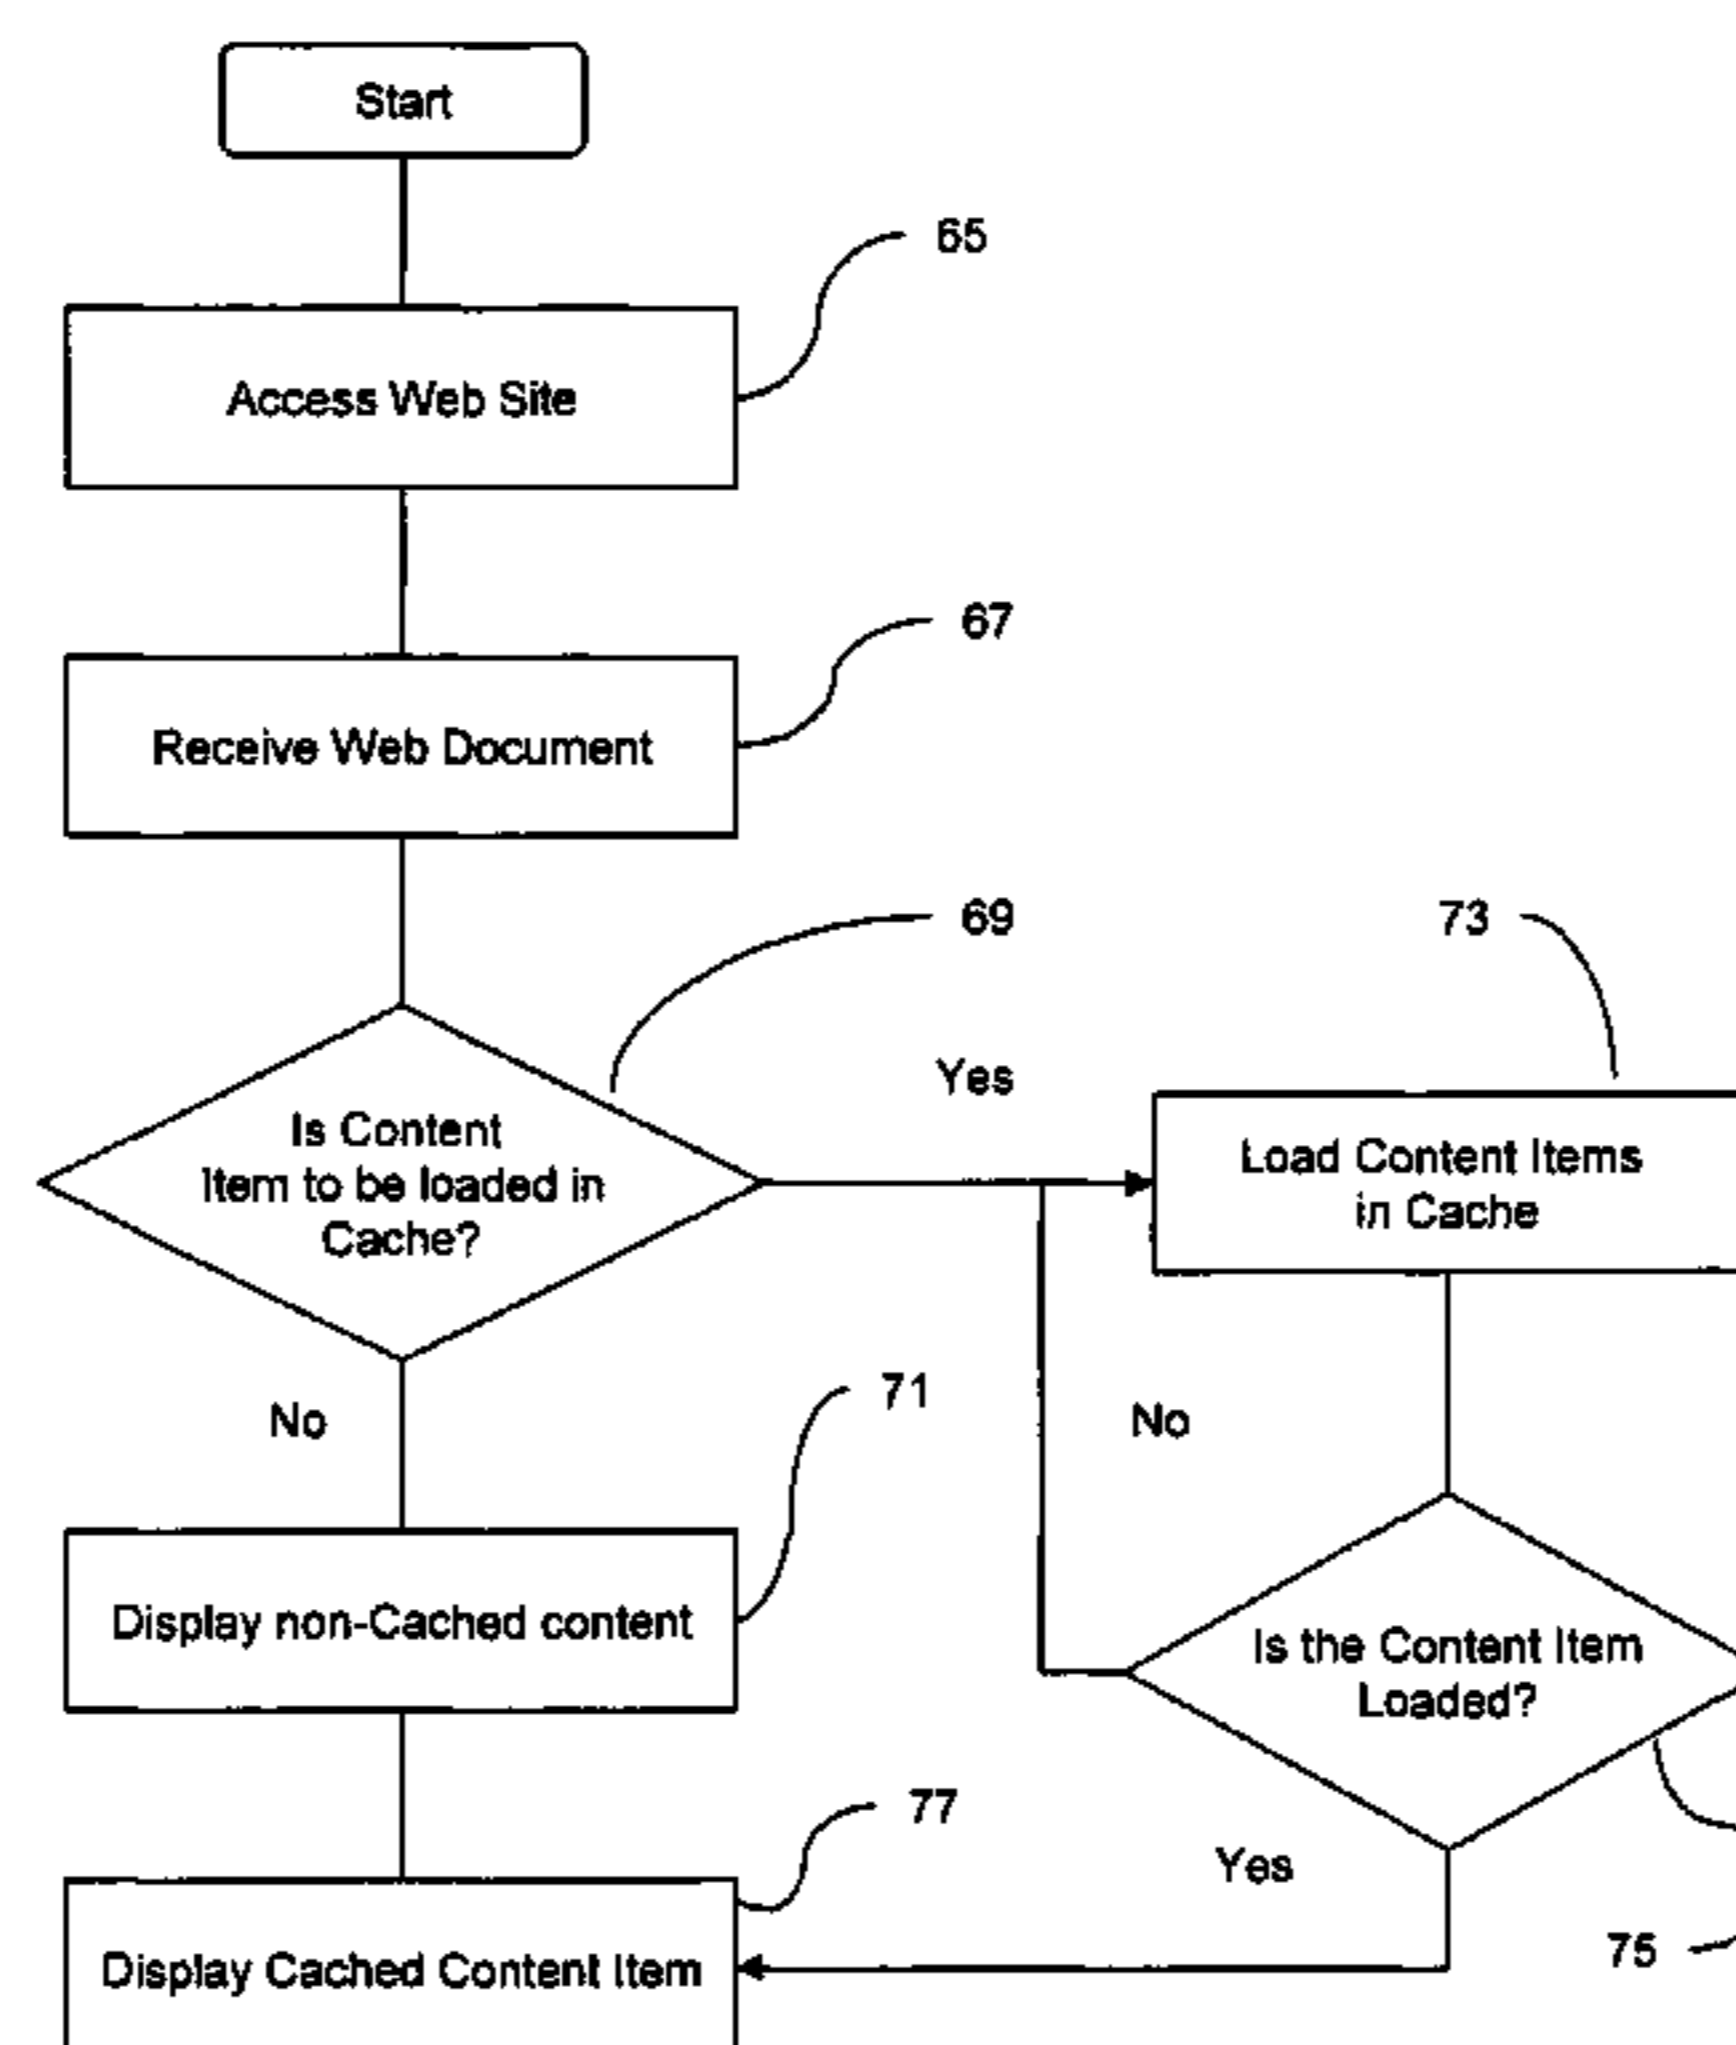 Start
65
Access Web Site
67
Receive Web Document
69
73
Yes
Is Content
Item to be loaded in
Cache?
Load Content Items
in Cache
No
71
No
Display non-Cached content
Is the Content Item
Loaded?
77
Yes
75
Display Cached Content Item